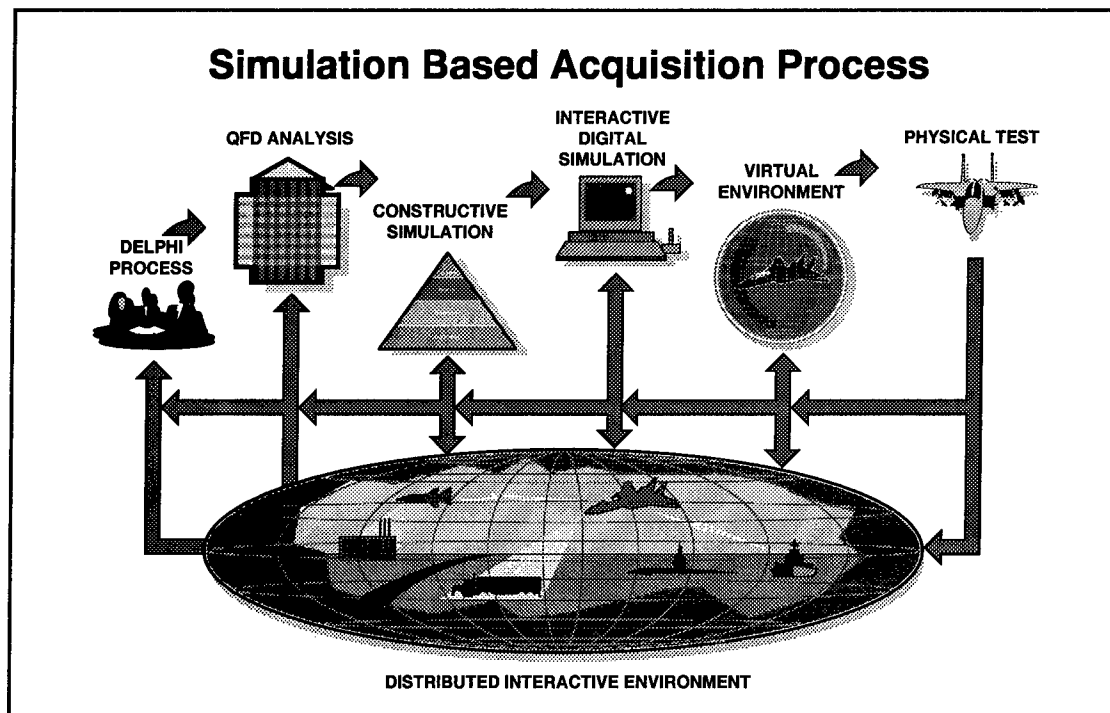 Simulation Based Acquisition Process
QFD ANALYSIS
INTERACTIVE
DIGITAL
SIMULATION
PHYSICAL TEST
VIRTUAL
ENVIRONMENT
CONSTRUCTIVE
SIMULATION
DELPHI
PROCESS
DISTRIBUTED INTERACTIVE ENVIRONMENT